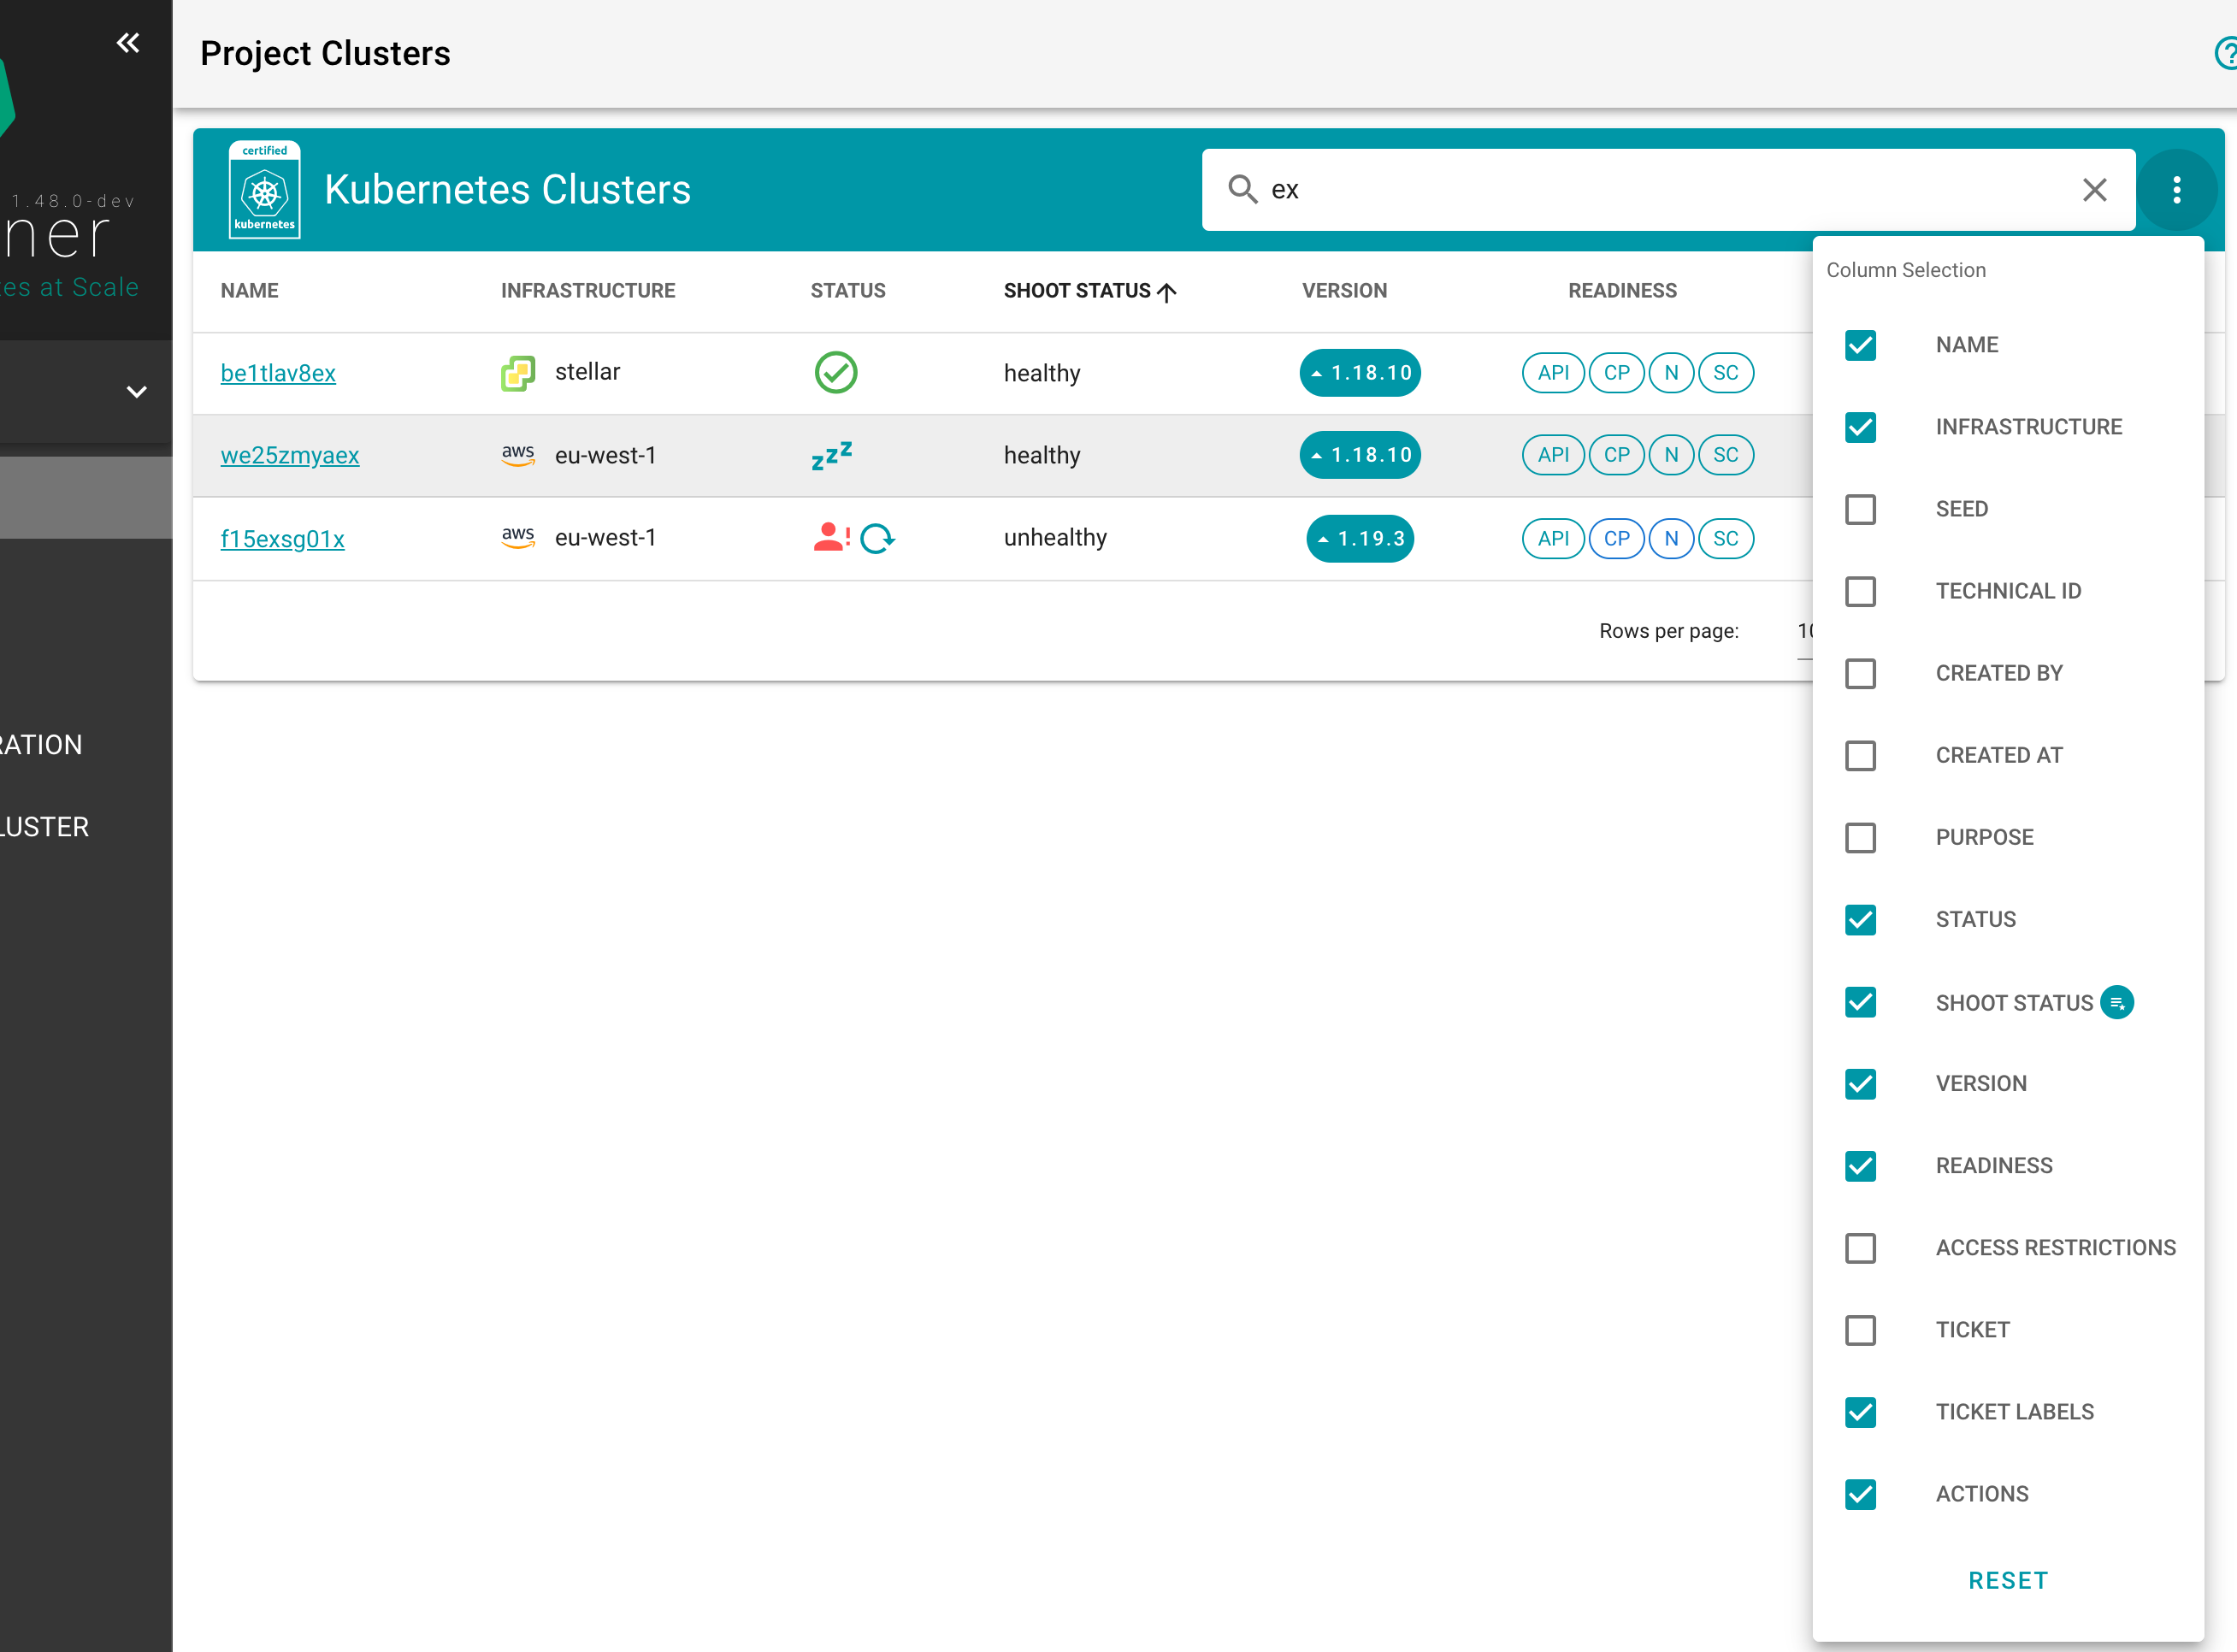 Project Clusters
1.48.0-dev
ner
es at Scale
RATION
LUSTER
certified
kubernetes
Kubernetes Clusters
ex
NAME INFRASTRUCTURE STATUS SHOOT STATUS VERSION READINESS
be1tlav8ex stellar healthy 1.18.10 API CP N SC
we25zmyaex aws eu-west-1 zzz healthy 1.18.10 API CP N SC
f15exsg01x aws eu-west-1 ! unhealthy 1.19.3 API CP N SC
Rows per page: 10
Column Selection
NAME
INFRASTRUCTURE
SEED
TECHNICAL ID
CREATED BY
CREATED AT
PURPOSE
STATUS
SHOOT STATUS
VERSION
READINESS
ACCESS RESTRICTIONS
TICKET
TICKET LABELS
ACTIONS
RESET